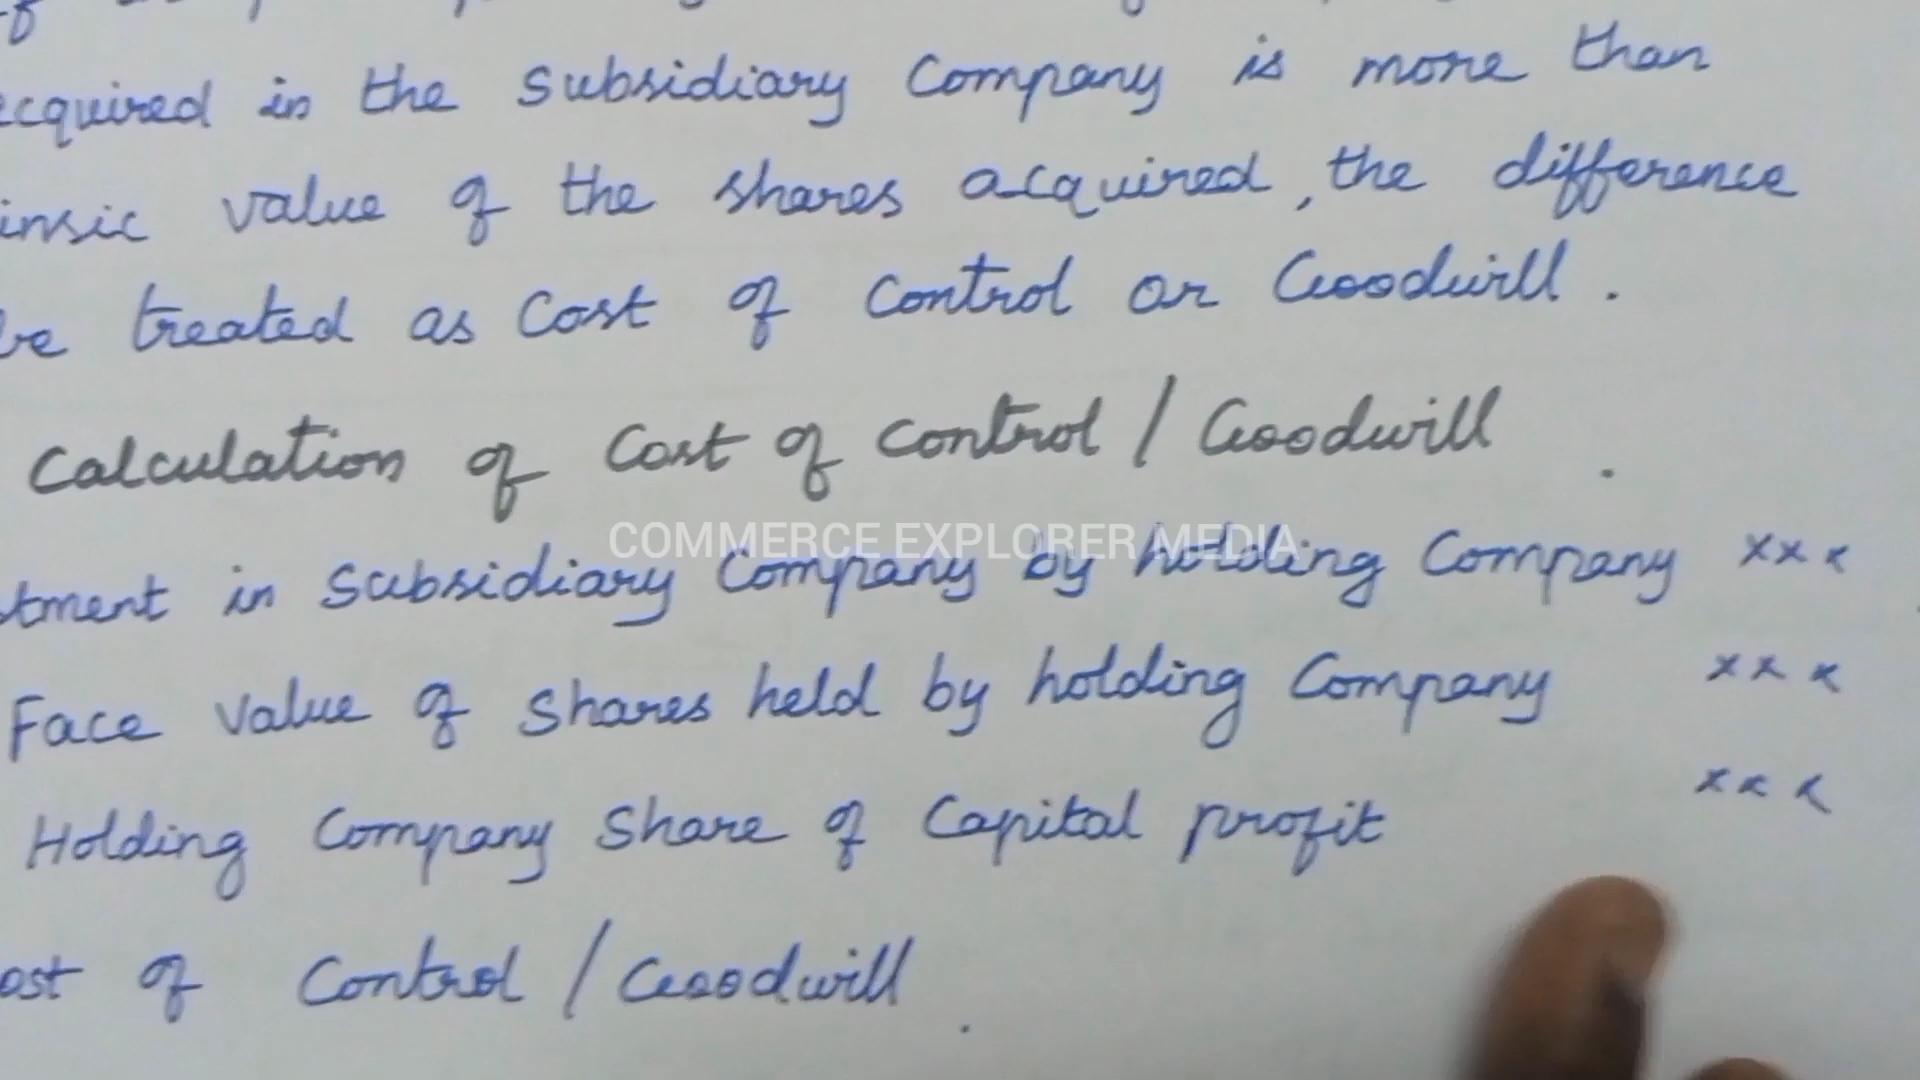 acquired in the Subsidiary Company is more than
insic value of the shares acquired, the difference
be treated as Cost of Control or Goodwill.
Calculation of Cost of Control / Goodwill
COMMERCE EXPLORER MEDIA
stment in Subsidiary Company by holding Company xxx
Face value of shares held by holding Company xxx
Holding Company Share of Capital profit xxx
ost of Control / Goodwill